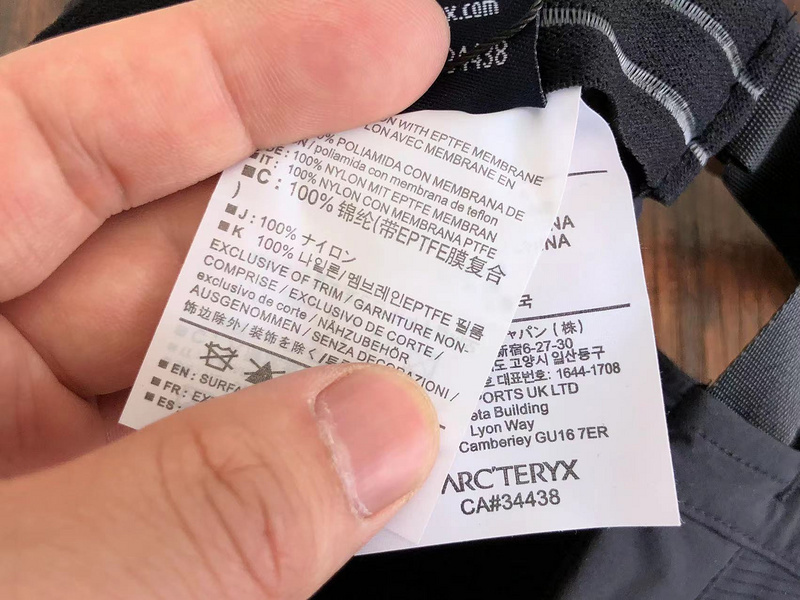 x.com
34438
ON WITH EPTFE MEMBRANE
LON AVEC MEMBRANE EN
% POLIAMIDA CON MEMBRANA DE
N / poliamida con membrana de teflon
DE: 100% NYLON MIT EPTFE MEMBRAN
■ IT: 100% NYLON CON MEMBRANA PTFE
■ C: 100% 锦纶(带EPTFE膜复合
)
■ J: 100% ナイロン
■ K 100% 나일론/멤브레인EPTFE 필름
EXCLUSIVE OF TRIM / GARNITURE NON-
COMPRISE / EXCLUSIVO DE CORTE /
exclusivo de corte / NÄHZUBEHÖR
AUSGENOMMEN / SENZA DECORAZIONI /
饰边除外/装飾を除く/
■ EN: SURFA
■ FR: EX
■ ES:
NA
NA
국
ャパン (株)
新宿6-27-30
도 고양시 일산동구
대표번호: 1644-1708
PORTS UK LTD
eta Building
Lyon Way
Camberley GU16 7ER
ARC'TERYX
CA#34438